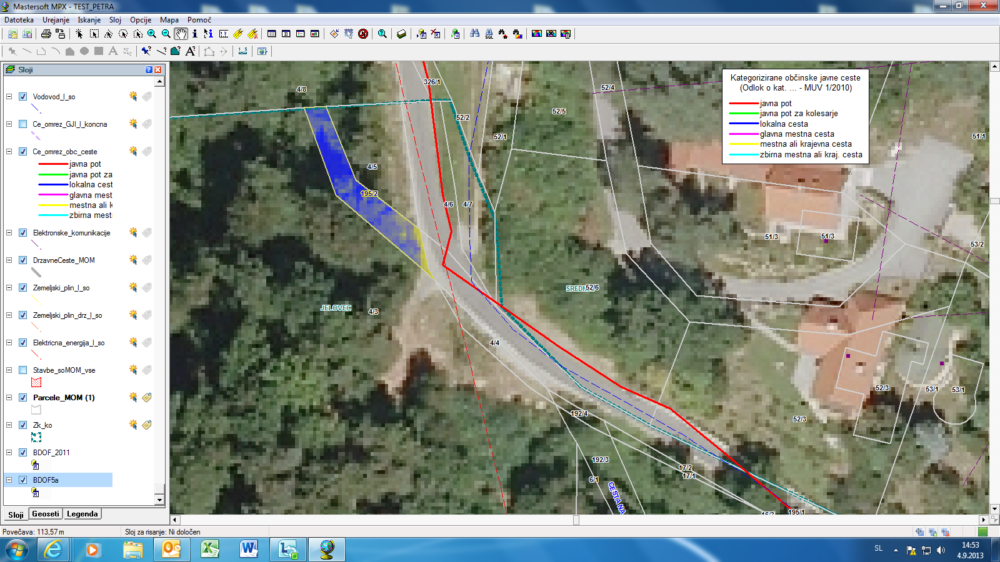 Mastersoft MPX - TEST_PETRA
Datoteka Urejanje Iskanje Sloj Opcije Mapa Pomoč
Sloji
Vodovod_l_so
Ce_omrez_GJI_l_koncna
Ce_omrez_obc_ceste
javna pot
javna pot za
lokalna cest
glavna mest
mestna ali k
zbirna mest
Elektronske_komunikacije
DrzavneCeste_MOM
Zemeljski_plin_l_so
Zemeljski_plin_drz_l_so
Elektricna_energija_l_so
Stavbe_soMOM_vse
Parcele_MOM (1)
Zk_ko
BDOF_2011
BDOF5a
Sloji Geoseti Legenda
Kategorizirane občinske javne ceste
(Odlok o kat. ... - MUV 1/2010)
javna pot
javna pot za kolesarje
lokalna cesta
glavna mestna cesta
mestna ali krajevna cesta
zbirna mestna ali kraj. cesta
4/8
326/1
52/4
52/2
52/5
52/1
51/1
4/5
195/2
4/6
4/7
51/3
51/3
53/2
52/6
JELOVEC
4/3
4/4
52/3
53/1
53/1
192/4
52/3
192/3
17/2
17/1
6/1
CESTA NA
195/1
Povečava: 113,57 m
Sloj za risanje: Ni določen
SL
14:53
4.9.2013